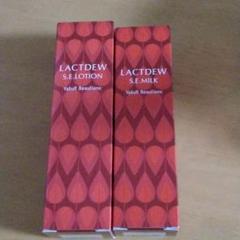 LACTDEW
S.E.LOTION
Yakult Beautiens
LACTDEW
S.E.MILK
Yakult Beautiens